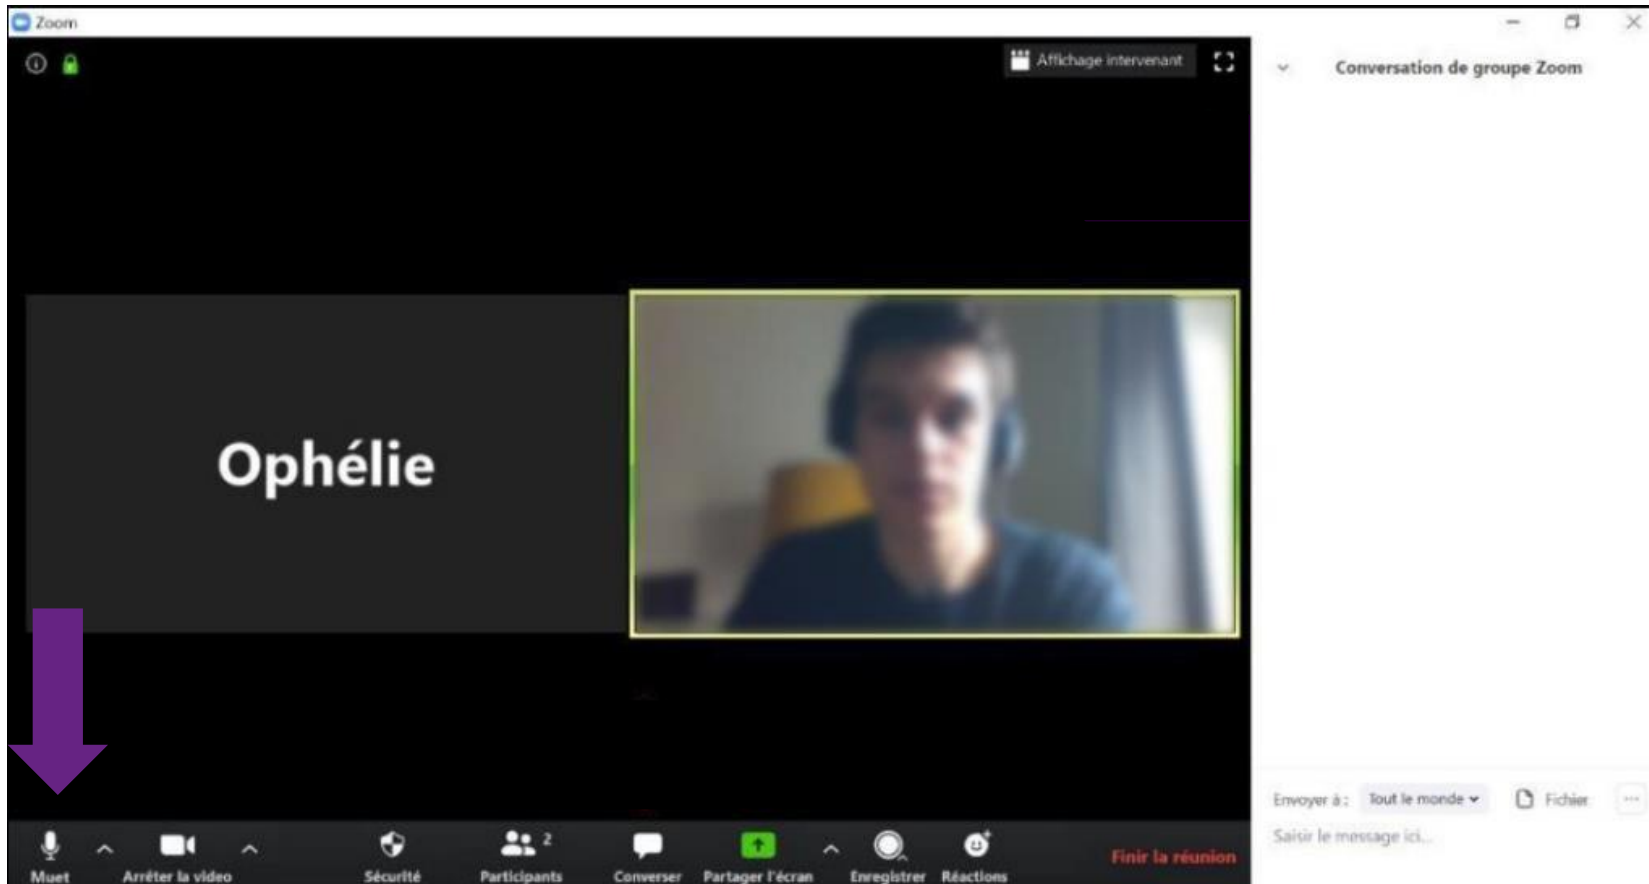 Zoom
Affichage intervenant
Conversation de groupe Zoom
Ophélie
Envoyer à : Tout le monde Fichier
Saisir le message ici...
2
Muet Arrêter la video Sécurité Participants Converser Partager l'écran Enregistrer Réactions Finir la réunion